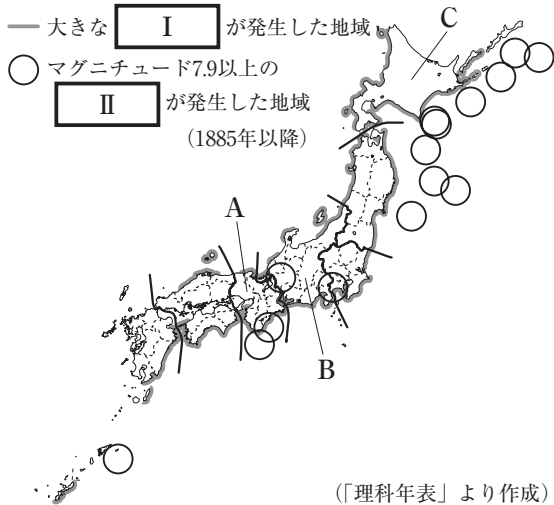 大きな Ⅰ が発生した地域
マグニチュード7.9以上の
Ⅱ が発生した地域
（1885年以降）
C
A
B
（「理科年表」より作成）